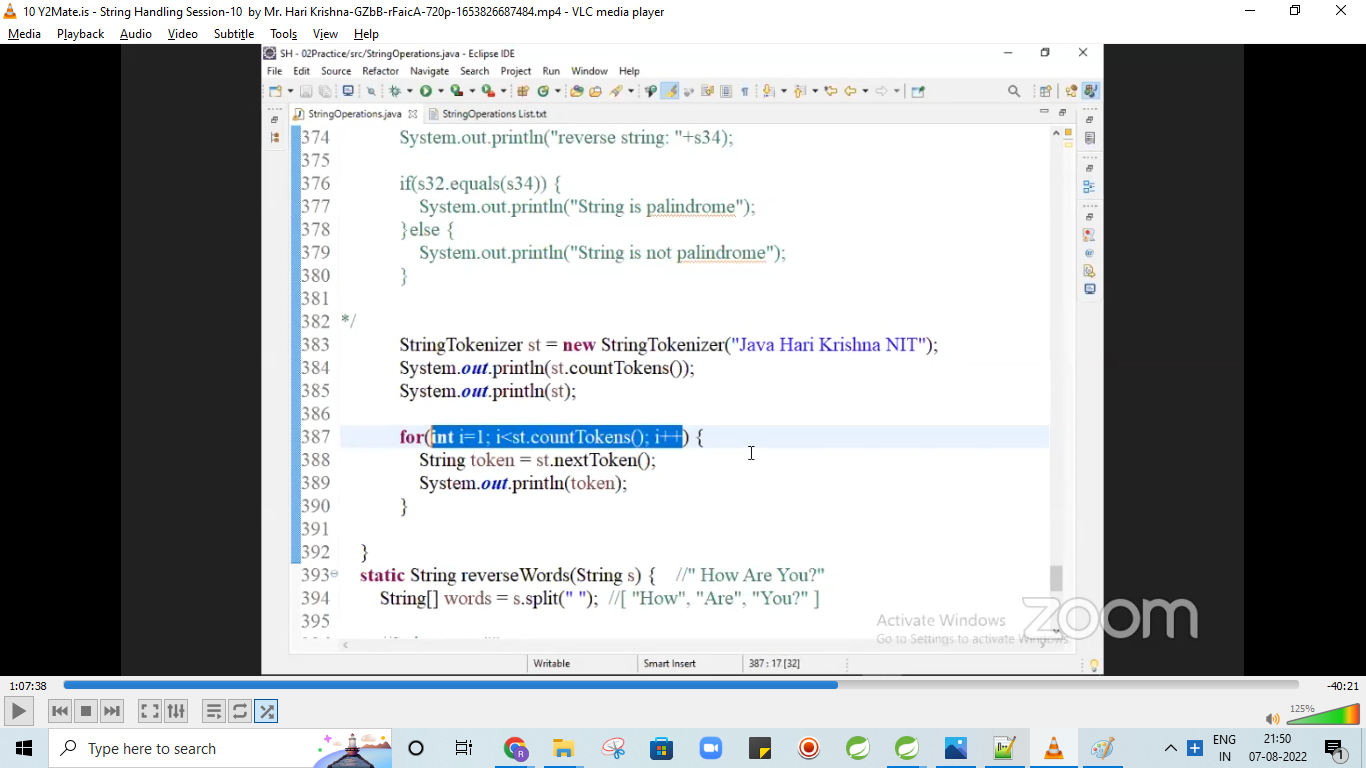 10 Y2Mate.is - String Handling Session-10 by Mr. Hari Krishna-GZbB-rFaicA-720p-1653826687484.mp4 - VLC media player
Media Playback Audio Video Subtitle Tools View Help
SH - 02Practice/src/StringOperations.java - Eclipse IDE
File Edit Source Refactor Navigate Search Project Run Window Help
StringOperations.java StringOperations List.txt
374 System.out.println("reverse string: "+s34);
375
376 if(s32.equals(s34)) {
377 System.out.println("String is palindrome");
378 }else {
379 System.out.println("String is not palindrome");
380 }
381
382 */
383 StringTokenizer st = new StringTokenizer("Java Hari Krishna NIT");
384 System.out.println(st.countTokens());
385 System.out.println(st);
386
387 for(int i=1; i<st.countTokens(); i++) {
388 String token = st.nextToken();
389 System.out.println(token);
390 }
391
392 }
393 static String reverseWords(String s) { //" How Are You?"
394 String[] words = s.split(" "); //[ "How", "Are", "You?" ]
395
Activate Windows
Go to Settings to activate Windows.
zoom
Writable Smart Insert 387 : 17 [32]
1:07:38 -40:21
125%
Type here to search
R
ENG
IN
21:50
07-08-2022
1